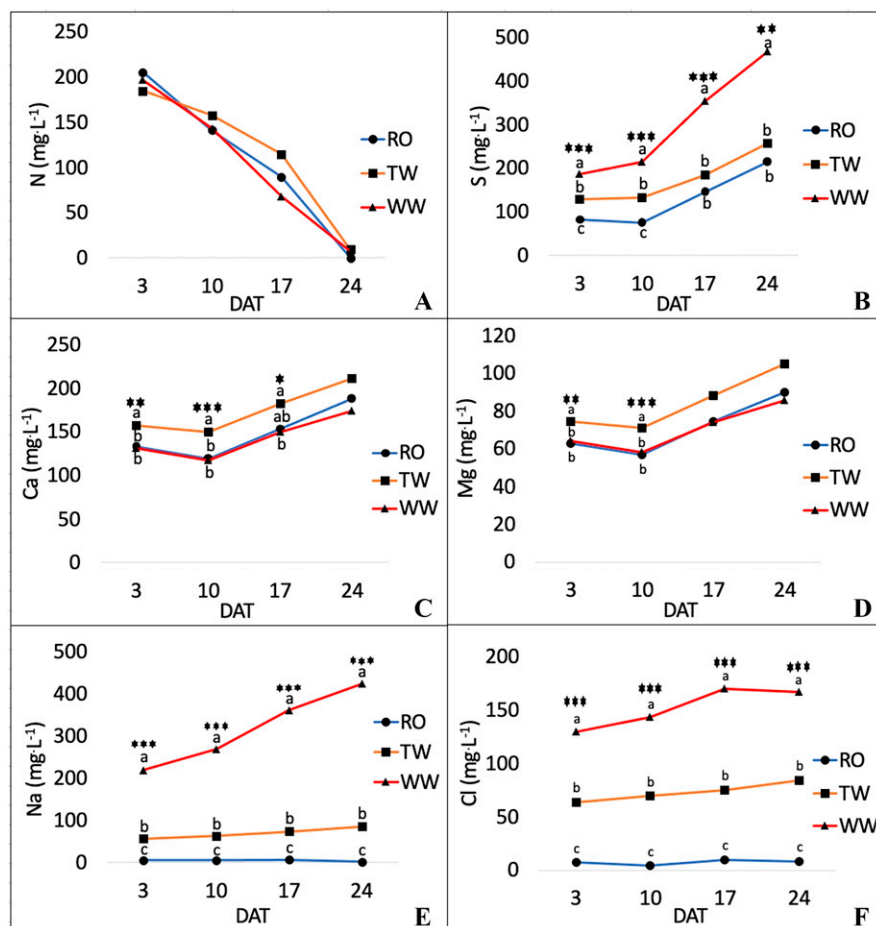 250
200
150
100
50
0
N (mg·L-1)
3 10 17 24
DAT
RO
TW
WW
A
500
400
300
200
100
0
S (mg·L-1)
*** *** *** **
a a a a
b b b b
c c b b
3 10 17 24
DAT
RO
TW
WW
B
250
200
150
100
50
0
Ca (mg·L-1)
** *** *
a a a
b b ab
b b b
3 10 17 24
DAT
RO
TW
WW
C
120
100
80
60
40
20
0
Mg (mg·L-1)
** ***
a a
b b
b b
3 10 17 24
DAT
RO
TW
WW
D
500
400
300
200
100
0
Na (mg·L-1)
*** *** *** ***
a a a a
b b b b
c c c c
3 10 17 24
DAT
RO
TW
WW
E
200
150
100
50
0
Cl (mg·L-1)
*** *** *** ***
a a a a
b b b b
c c c c
3 10 17 24
DAT
RO
TW
WW
F